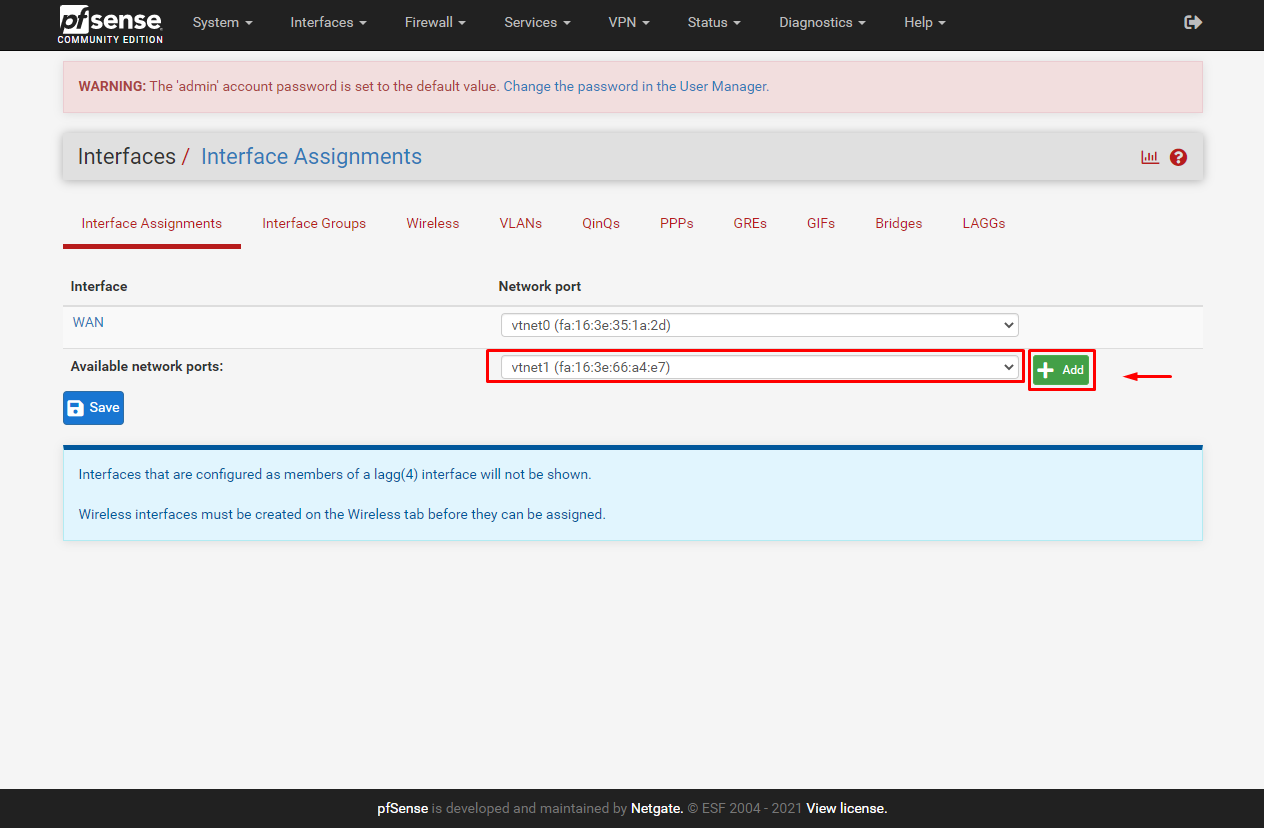 pfsense
COMMUNITY EDITION
System
Interfaces
Firewall
Services
VPN
Status
Diagnostics
Help
WARNING: The 'admin' account password is set to the default value. Change the password in the User Manager.
Interfaces / Interface Assignments
Interface Assignments
Interface Groups
Wireless
VLANs
QinQs
PPPs
GREs
GIFs
Bridges
LAGGs
Interface
Network port
WAN
vtnet0 (fa:16:3e:35:1a:2d)
Available network ports:
vtnet1 (fa:16:3e:66:a4:e7)
Add
Save
Interfaces that are configured as members of a lagg(4) interface will not be shown.
Wireless interfaces must be created on the Wireless tab before they can be assigned.
pfSense is developed and maintained by Netgate. © ESF 2004 - 2021 View license.